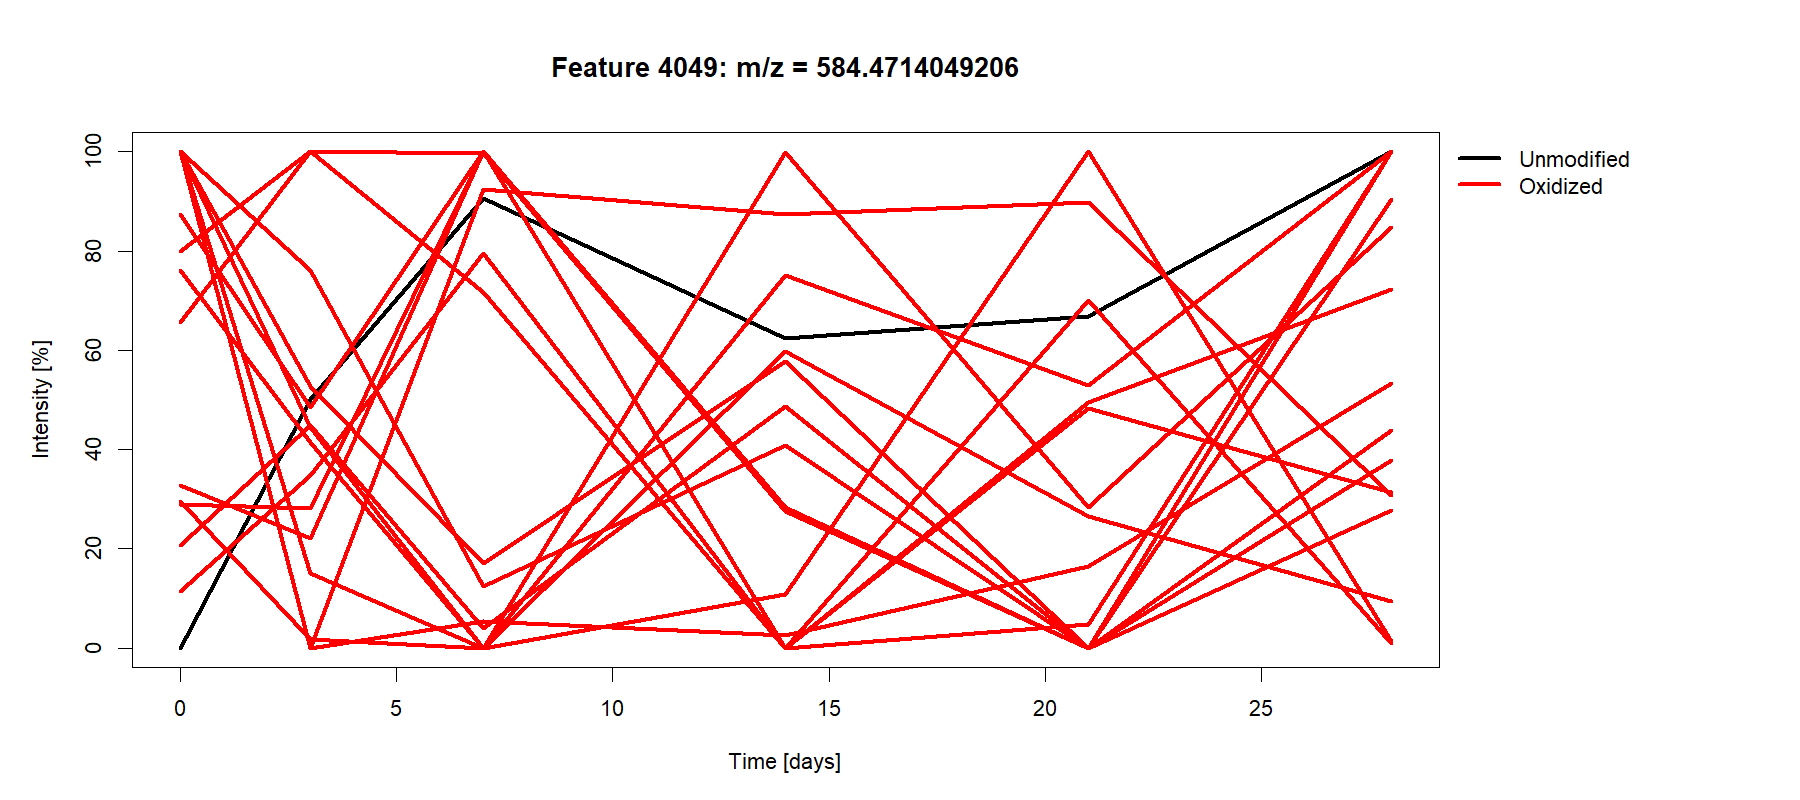 Feature 4049: m/z = 584.4714049206
Unmodified
Oxidized
Intensity [%]
100
80
60
40
20
0
0 5 10 15 20 25
Time [days]